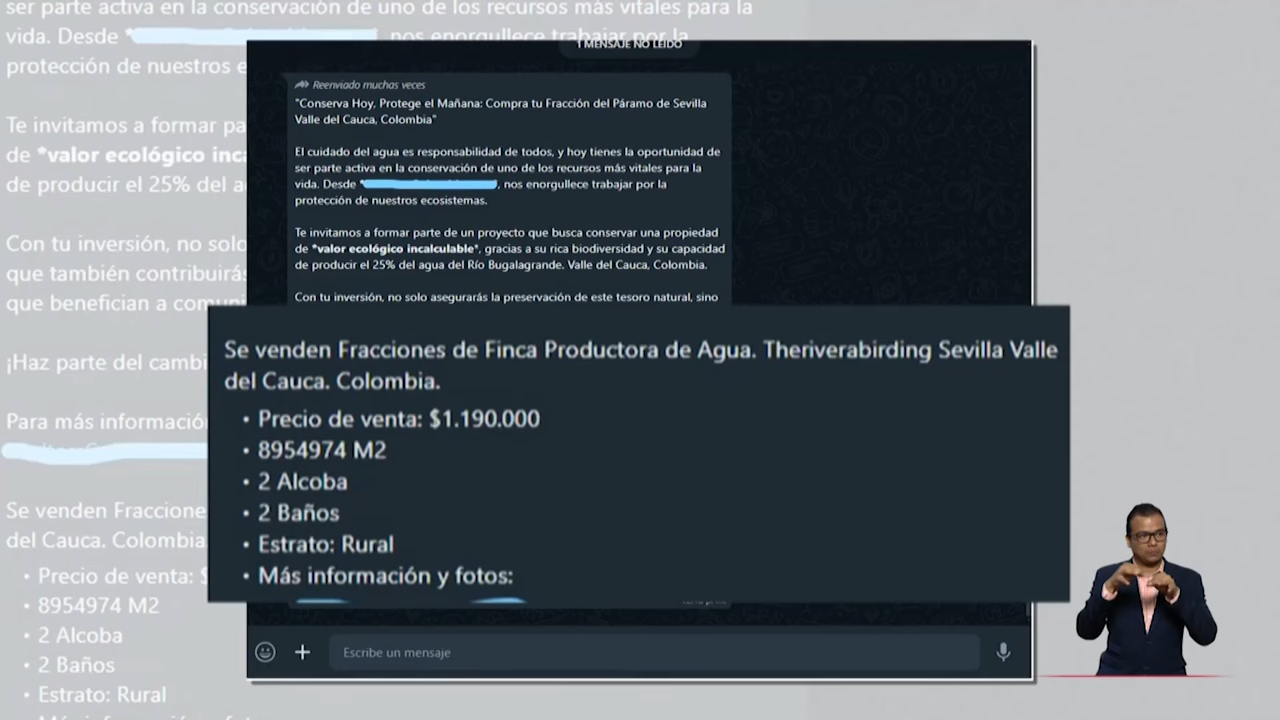 ser parte activa en la conservación de uno de los recursos más vitales para la
vida. Desde * , nos enorgullece trabajar por la
protección de nuestros e
Te invitamos a formar pa
de *valor ecológico inca
de producir el 25% del a
Con tu inversión, no solo
que también contribuirás
que benefician a comuni
¡Haz parte del cambi
Para más información
Se venden Fraccione
del Cauca. Colombia.
• Precio de venta: $
• 8954974 M2
• 2 Alcoba
• 2 Baños
• Estrato: Rural
1 MENSAJE NO LEÍDO
Reenviado muchas veces
"Conserva Hoy, Protege el Mañana: Compra tu Fracción del Páramo de Sevilla
Valle del Cauca, Colombia"
El cuidado del agua es responsabilidad de todos, y hoy tienes la oportunidad de
ser parte activa en la conservación de uno de los recursos más vitales para la
vida. Desde * , nos enorgullece trabajar por la
protección de nuestros ecosistemas.
Te invitamos a formar parte de un proyecto que busca conservar una propiedad
de *valor ecológico incalculable*, gracias a su rica biodiversidad y su capacidad
de producir el 25% del agua del Río Bugalagrande. Valle del Cauca, Colombia.
Con tu inversión, no solo asegurarás la preservación de este tesoro natural, sino
Se venden Fracciones de Finca Productora de Agua. Theriverabirding Sevilla Valle
del Cauca. Colombia.
• Precio de venta: $1.190.000
• 8954974 M2
• 2 Alcoba
• 2 Baños
• Estrato: Rural
• Más información y fotos:
Escribe un mensaje